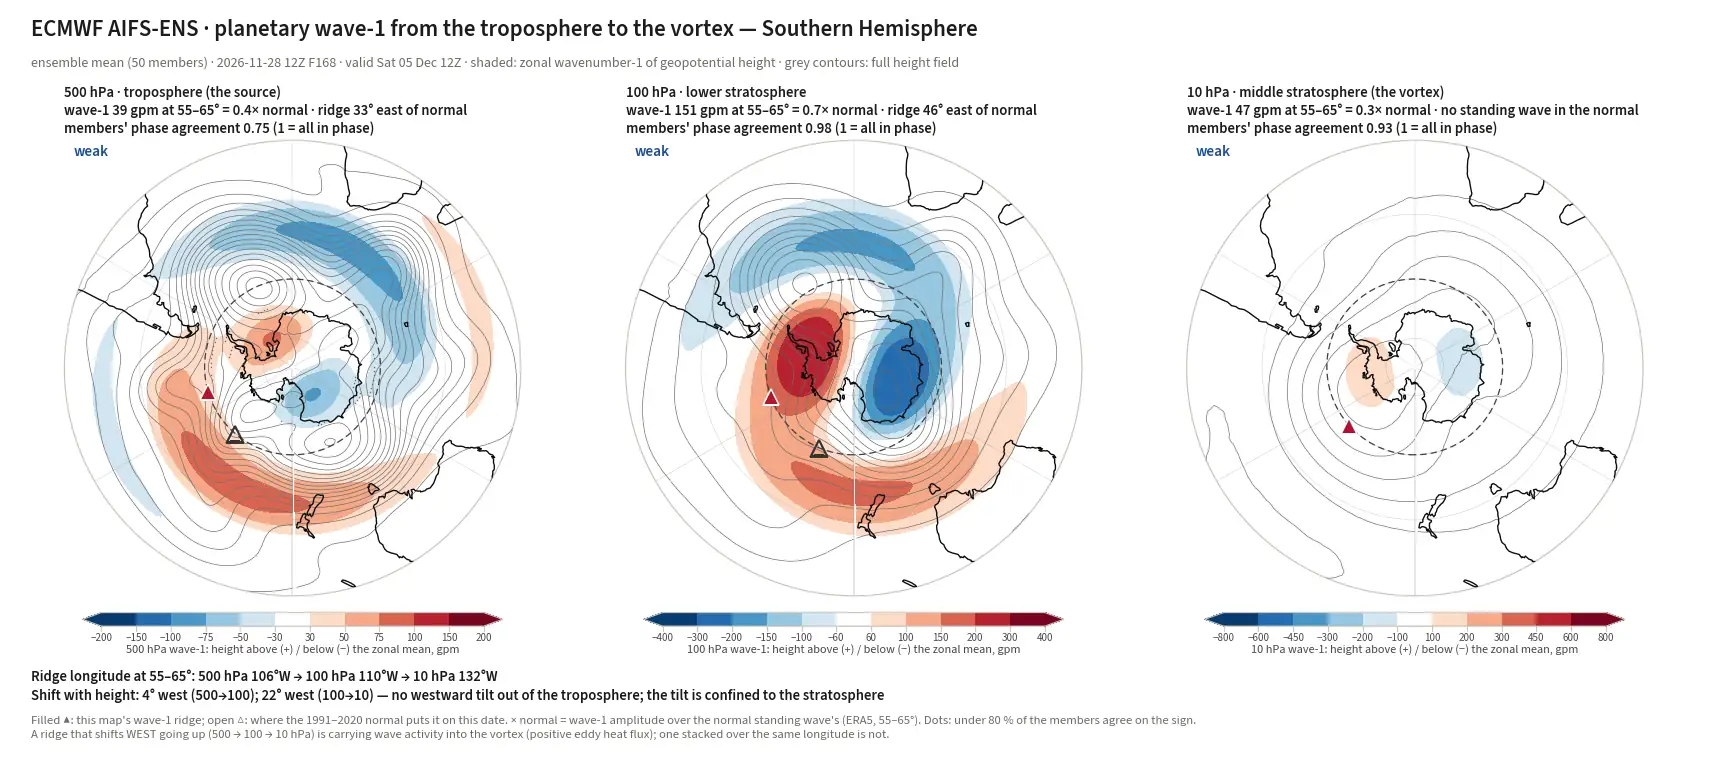 ECMWF AIFS-ENS · planetary wave-1 from the troposphere to the vortex — Southern Hemisphere
ensemble mean (50 members) · 2026-11-28 12Z F168 · valid Sat 05 Dec 12Z · shaded: zonal wavenumber-1 of geopotential height · grey contours: full height field
500 hPa · troposphere (the source)
wave-1 39 gpm at 55–65° = 0.4× normal · ridge 33° east of normal
members' phase agreement 0.75 (1 = all in phase)
weak
100 hPa · lower stratosphere
wave-1 151 gpm at 55–65° = 0.7× normal · ridge 46° east of normal
members' phase agreement 0.98 (1 = all in phase)
weak
10 hPa · middle stratosphere (the vortex)
wave-1 47 gpm at 55–65° = 0.3× normal · no standing wave in the normal
members' phase agreement 0.93 (1 = all in phase)
weak
−200 −150 −100 −75 −50 −30 30 50 75 100 150 200
500 hPa wave-1: height above (+) / below (−) the zonal mean, gpm
−400 −300 −200 −150 −100 −60 60 100 150 200 300 400
100 hPa wave-1: height above (+) / below (−) the zonal mean, gpm
−800 −600 −450 −300 −200 −100 100 200 300 450 600 800
10 hPa wave-1: height above (+) / below (−) the zonal mean, gpm
Ridge longitude at 55–65°: 500 hPa 106°W → 100 hPa 110°W → 10 hPa 132°W
Shift with height: 4° west (500→100); 22° west (100→10) — no westward tilt out of the troposphere; the tilt is confined to the stratosphere
Filled ▲: this map's wave-1 ridge; open △: where the 1991–2020 normal puts it on this date. × normal = wave-1 amplitude over the normal standing wave's (ERA5, 55–65°). Dots: under 80 % of the members agree on the sign.
A ridge that shifts WEST going up (500 → 100 → 10 hPa) is carrying wave activity into the vortex (positive eddy heat flux); one stacked over the same longitude is not.